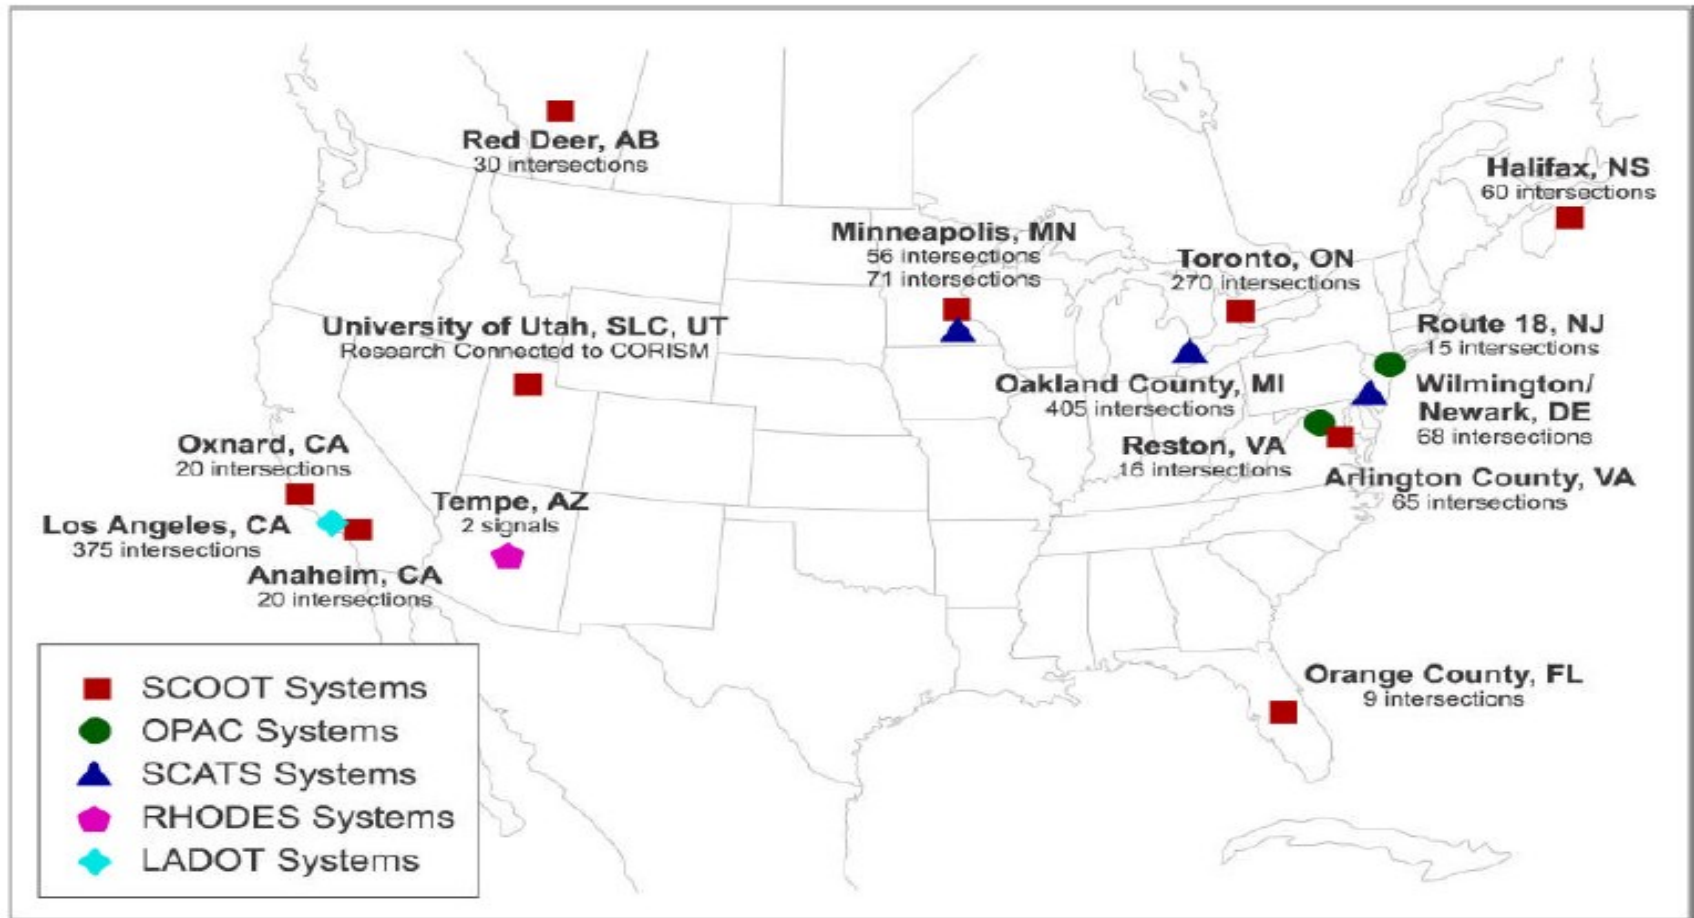 Red Deer, AB
30 intersections
Halifax, NS
60 intersections
Minneapolis, MN
56 intersections
71 intersections
Toronto, ON
270 intersections
University of Utah, SLC, UT
Research Connected to CORISM
Route 18, NJ
15 intersections
Oakland County, MI
405 intersections
Wilmington/
Newark, DE
68 intersections
Oxnard, CA
20 intersections
Reston, VA
16 intersections
Arlington County, VA
65 intersections
Tempe, AZ
2 signals
Los Angeles, CA
375 intersections
Anaheim, CA
20 intersections
Orange County, FL
9 intersections
SCOOT Systems
OPAC Systems
SCATS Systems
RHODES Systems
LADOT Systems